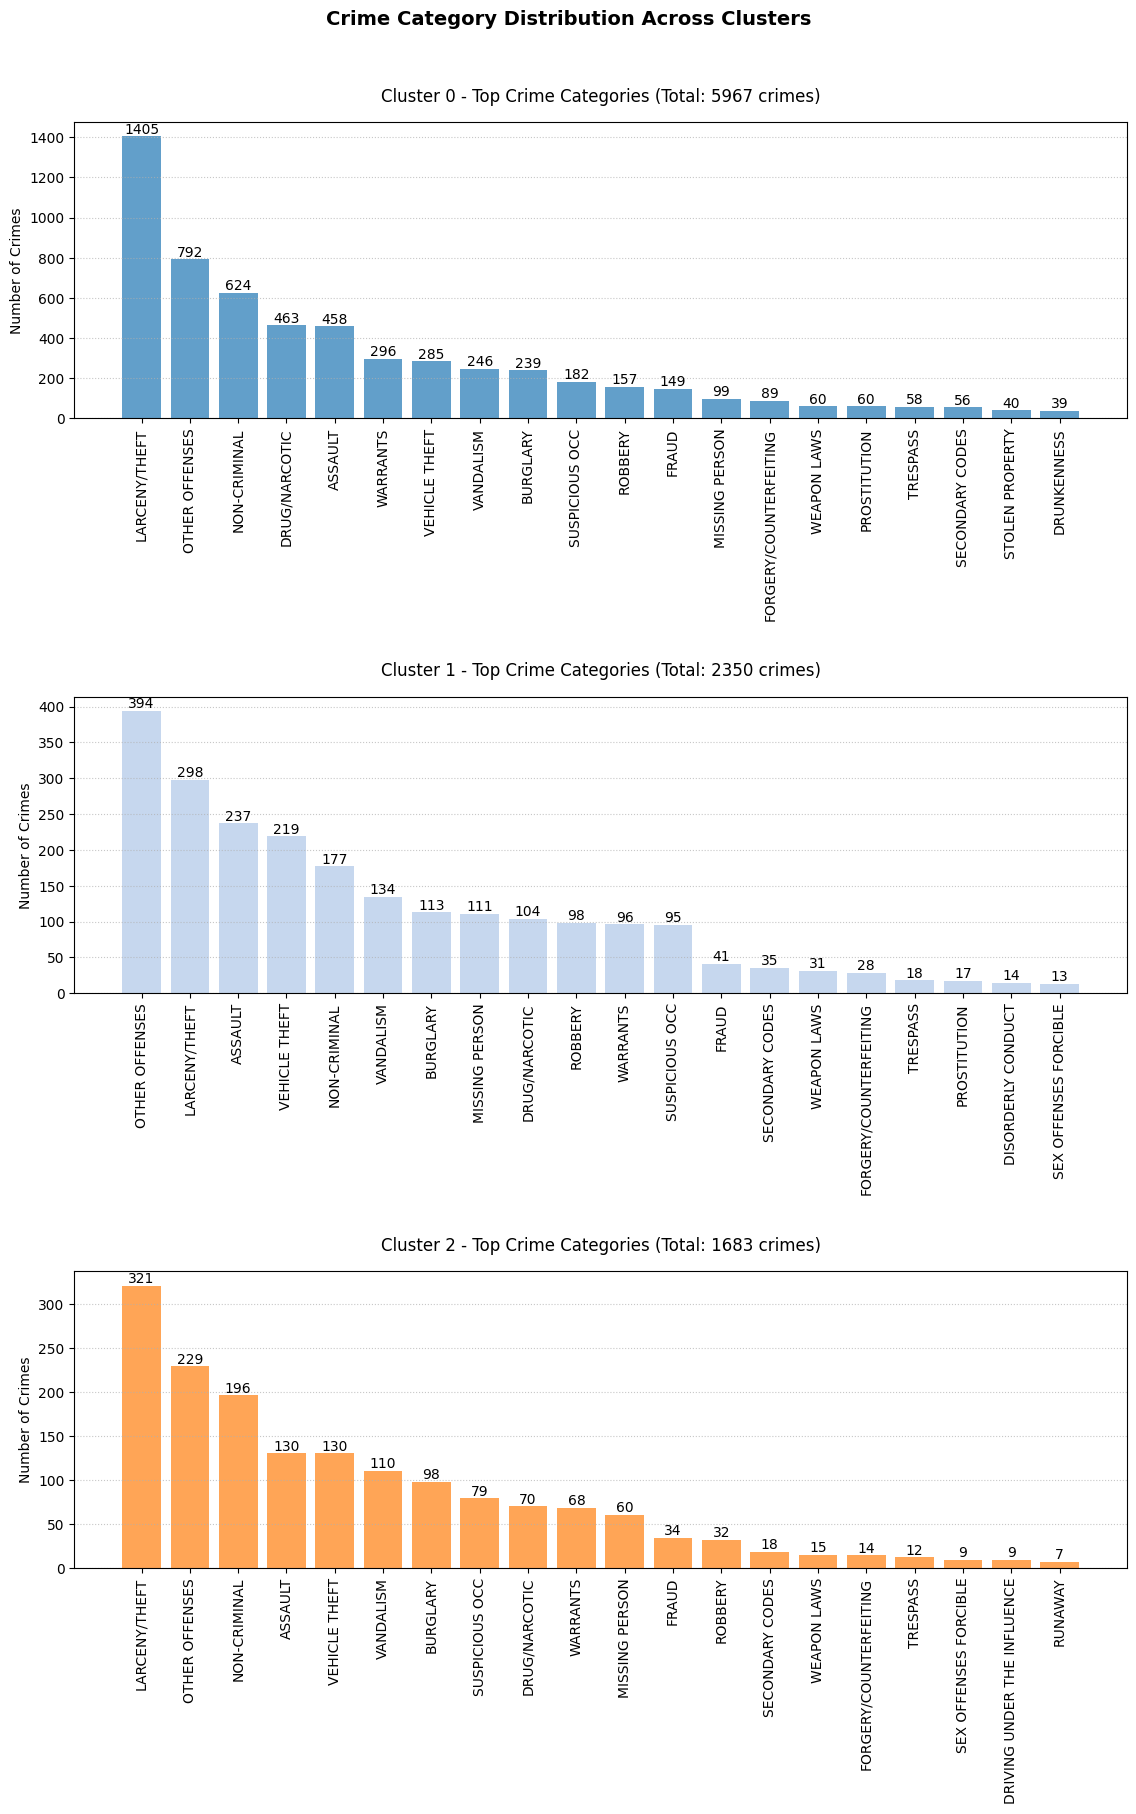 Crime Category Distribution Across Clusters
Cluster 0 - Top Crime Categories (Total: 5967 crimes)
Number of Crimes
1400
1200
1000
800
600
400
200
0
1405
792
624
463
458
296
285
246
239
182
157
149
99
89
60
60
58
56
40
39
LARCENY/THEFT
OTHER OFFENSES
NON-CRIMINAL
DRUG/NARCOTIC
ASSAULT
WARRANTS
VEHICLE THEFT
VANDALISM
BURGLARY
SUSPICIOUS OCC
ROBBERY
FRAUD
MISSING PERSON
FORGERY/COUNTERFEITING
WEAPON LAWS
PROSTITUTION
TRESPASS
SECONDARY CODES
STOLEN PROPERTY
DRUNKENNESS
Cluster 1 - Top Crime Categories (Total: 2350 crimes)
Number of Crimes
400
350
300
250
200
150
100
50
0
394
298
237
219
177
134
113
111
104
98
96
95
41
35
31
28
18
17
14
13
OTHER OFFENSES
LARCENY/THEFT
ASSAULT
VEHICLE THEFT
NON-CRIMINAL
VANDALISM
BURGLARY
MISSING PERSON
DRUG/NARCOTIC
ROBBERY
WARRANTS
SUSPICIOUS OCC
FRAUD
SECONDARY CODES
WEAPON LAWS
FORGERY/COUNTERFEITING
TRESPASS
PROSTITUTION
DISORDERLY CONDUCT
SEX OFFENSES FORCIBLE
Cluster 2 - Top Crime Categories (Total: 1683 crimes)
Number of Crimes
300
250
200
150
100
50
0
321
229
196
130
130
110
98
79
70
68
60
34
32
18
15
14
12
9
9
7
LARCENY/THEFT
OTHER OFFENSES
NON-CRIMINAL
ASSAULT
VEHICLE THEFT
VANDALISM
BURGLARY
SUSPICIOUS OCC
DRUG/NARCOTIC
WARRANTS
MISSING PERSON
FRAUD
ROBBERY
SECONDARY CODES
WEAPON LAWS
FORGERY/COUNTERFEITING
TRESPASS
SEX OFFENSES FORCIBLE
DRIVING UNDER THE INFLUENCE
RUNAWAY